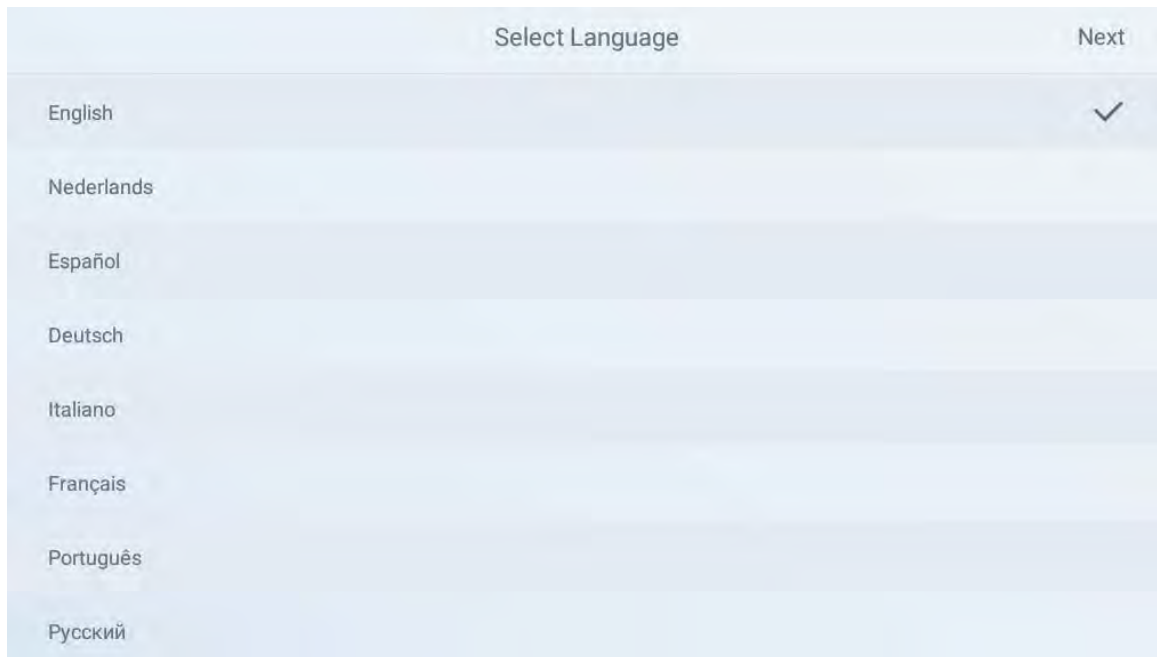 Select Language
Next
English
Nederlands
Español
Deutsch
Italiano
Français
Português
Русский